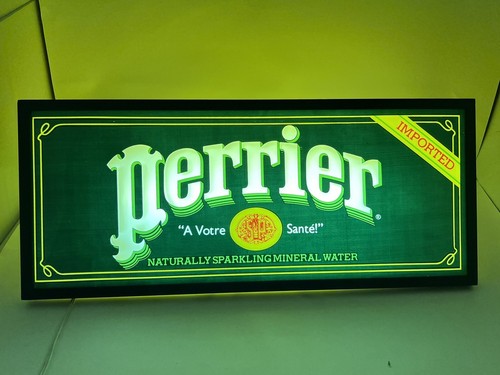 IMPORTED
perrier®
“A Votre Santé!”
NATURALLY SPARKLING MINERAL WATER